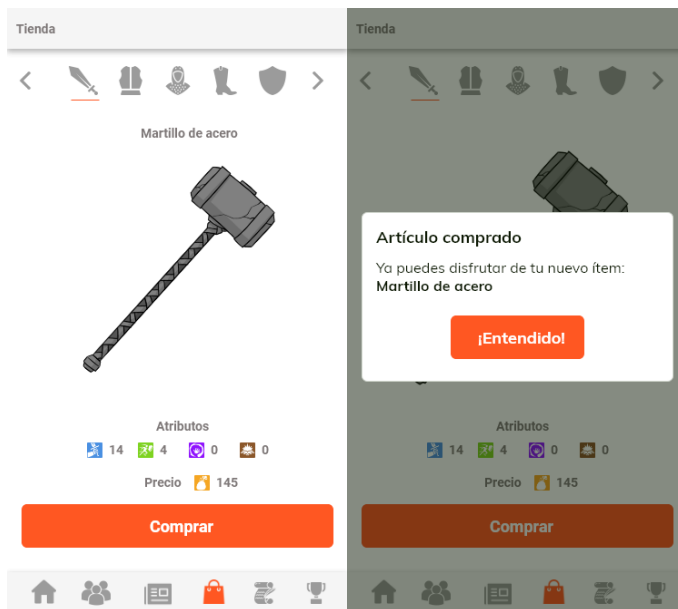 Tienda
Martillo de acero
Atributos
14 4 0 0
Precio 145
Comprar
Tienda
Artículo comprado
Ya puedes disfrutar de tu nuevo ítem:
Martillo de acero
¡Entendido!
Atributos
14 4 0 0
Precio 145
Comprar